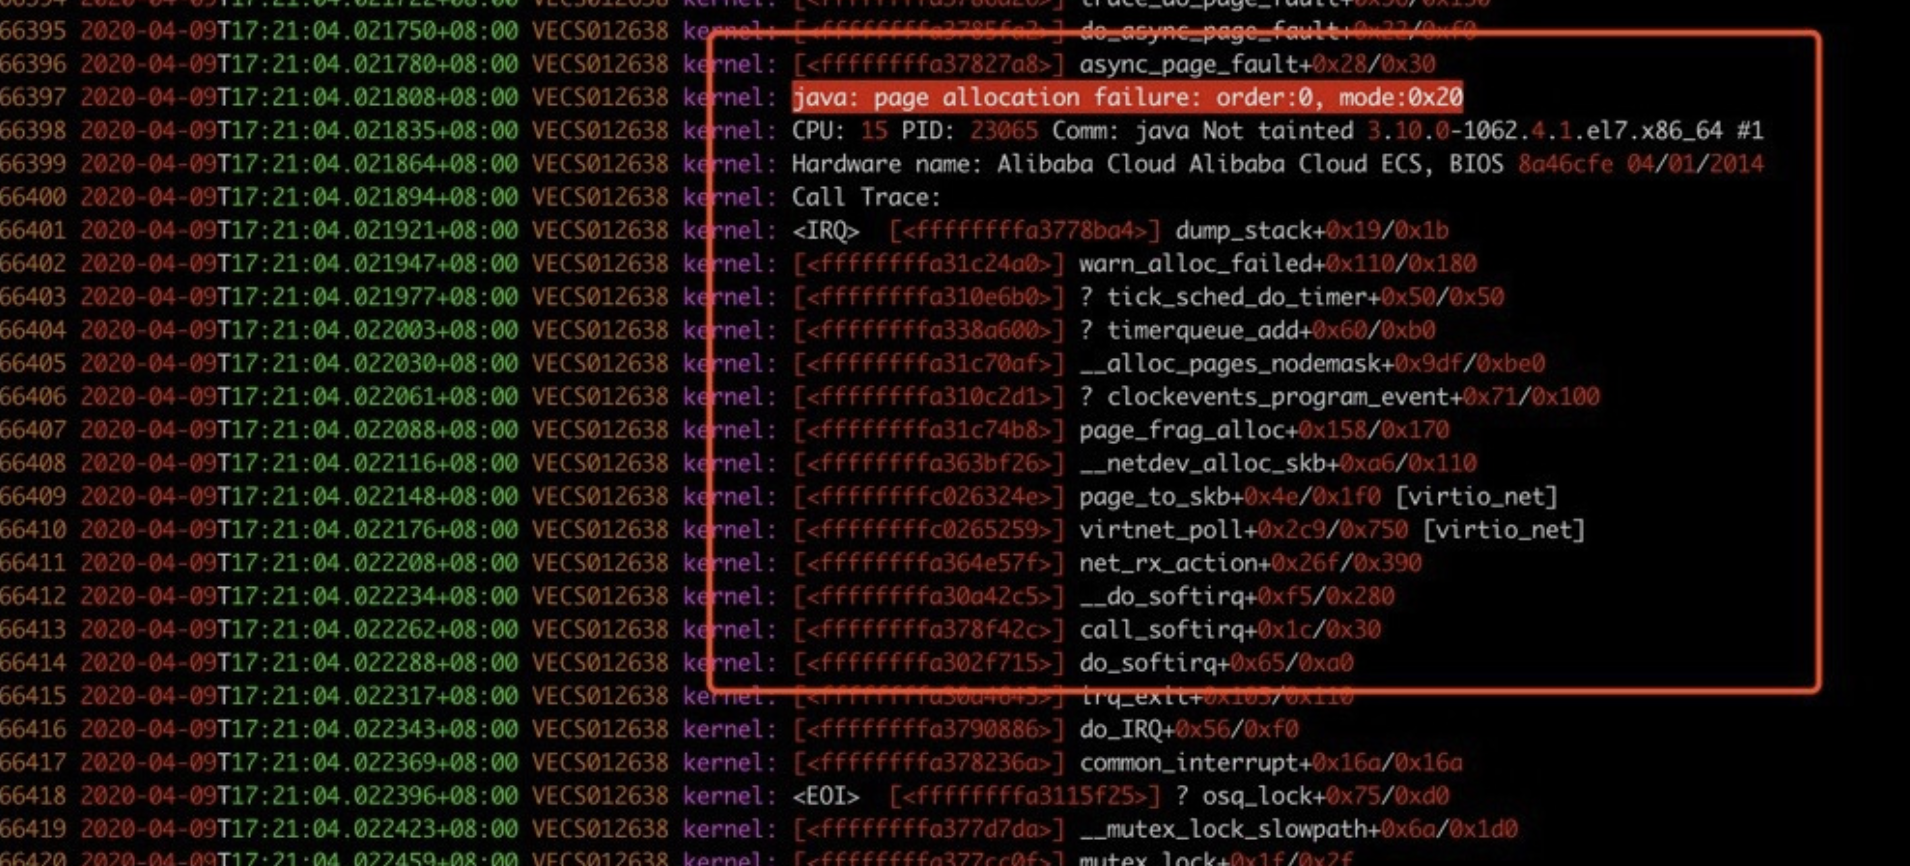 66395 2020-04-09T17:21:04.021750+08:00 VECS012638 kernel: [<ffffffffa3785fa2>] do_async_page_fault+0x22/0xf0
66396 2020-04-09T17:21:04.021780+08:00 VECS012638 kernel: [<ffffffffa37827a8>] async_page_fault+0x28/0x30
66397 2020-04-09T17:21:04.021808+08:00 VECS012638 kernel: java: page allocation failure: order:0, mode:0x20
66398 2020-04-09T17:21:04.021835+08:00 VECS012638 kernel: CPU: 15 PID: 23065 Comm: java Not tainted 3.10.0-1062.4.1.el7.x86_64 #1
66399 2020-04-09T17:21:04.021864+08:00 VECS012638 kernel: Hardware name: Alibaba Cloud Alibaba Cloud ECS, BIOS 8a46cfe 04/01/2014
66400 2020-04-09T17:21:04.021894+08:00 VECS012638 kernel: Call Trace:
66401 2020-04-09T17:21:04.021921+08:00 VECS012638 kernel: <IRQ>  [<ffffffffa3778ba4>] dump_stack+0x19/0x1b
66402 2020-04-09T17:21:04.021947+08:00 VECS012638 kernel: [<ffffffffa31c24a0>] warn_alloc_failed+0x110/0x180
66403 2020-04-09T17:21:04.021977+08:00 VECS012638 kernel: [<ffffffffa310e6b0>] ? tick_sched_do_timer+0x50/0x50
66404 2020-04-09T17:21:04.022003+08:00 VECS012638 kernel: [<ffffffffa338a600>] ? timerqueue_add+0x60/0xb0
66405 2020-04-09T17:21:04.022030+08:00 VECS012638 kernel: [<ffffffffa31c70af>] __alloc_pages_nodemask+0x9df/0xbe0
66406 2020-04-09T17:21:04.022061+08:00 VECS012638 kernel: [<ffffffffa310c2d1>] ? clockevents_program_event+0x71/0x100
66407 2020-04-09T17:21:04.022088+08:00 VECS012638 kernel: [<ffffffffa31c74b8>] page_frag_alloc+0x158/0x170
66408 2020-04-09T17:21:04.022116+08:00 VECS012638 kernel: [<ffffffffa363bf26>] __netdev_alloc_skb+0xa6/0x110
66409 2020-04-09T17:21:04.022148+08:00 VECS012638 kernel: [<ffffffffc026324e>] page_to_skb+0x4e/0x1f0 [virtio_net]
66410 2020-04-09T17:21:04.022176+08:00 VECS012638 kernel: [<ffffffffc0265259>] virtnet_poll+0x2c9/0x750 [virtio_net]
66411 2020-04-09T17:21:04.022208+08:00 VECS012638 kernel: [<ffffffffa364e57f>] net_rx_action+0x26f/0x390
66412 2020-04-09T17:21:04.022234+08:00 VECS012638 kernel: [<ffffffffa30a42c5>] __do_softirq+0xf5/0x280
66413 2020-04-09T17:21:04.022262+08:00 VECS012638 kernel: [<ffffffffa378f42c>] call_softirq+0x1c/0x30
66414 2020-04-09T17:21:04.022288+08:00 VECS012638 kernel: [<ffffffffa302f715>] do_softirq+0x65/0xa0
66415 2020-04-09T17:21:04.022317+08:00 VECS012638 kernel: [<ffffffffa30a4645>] irq_exit+0x105/0x110
66416 2020-04-09T17:21:04.022343+08:00 VECS012638 kernel: [<ffffffffa3790886>] do_IRQ+0x56/0xf0
66417 2020-04-09T17:21:04.022369+08:00 VECS012638 kernel: [<ffffffffa378236a>] common_interrupt+0x16a/0x16a
66418 2020-04-09T17:21:04.022396+08:00 VECS012638 kernel: <EOI>  [<ffffffffa3115f25>] ? osq_lock+0x75/0xd0
66419 2020-04-09T17:21:04.022423+08:00 VECS012638 kernel: [<ffffffffa377d7da>] __mutex_lock_slowpath+0x6a/0x1d0
66420 2020-04-09T17:21:04.022459+08:00 VECS012638 kernel: [<ffffffffa377cc0f>] mutex_lock+0x1f/0x2f